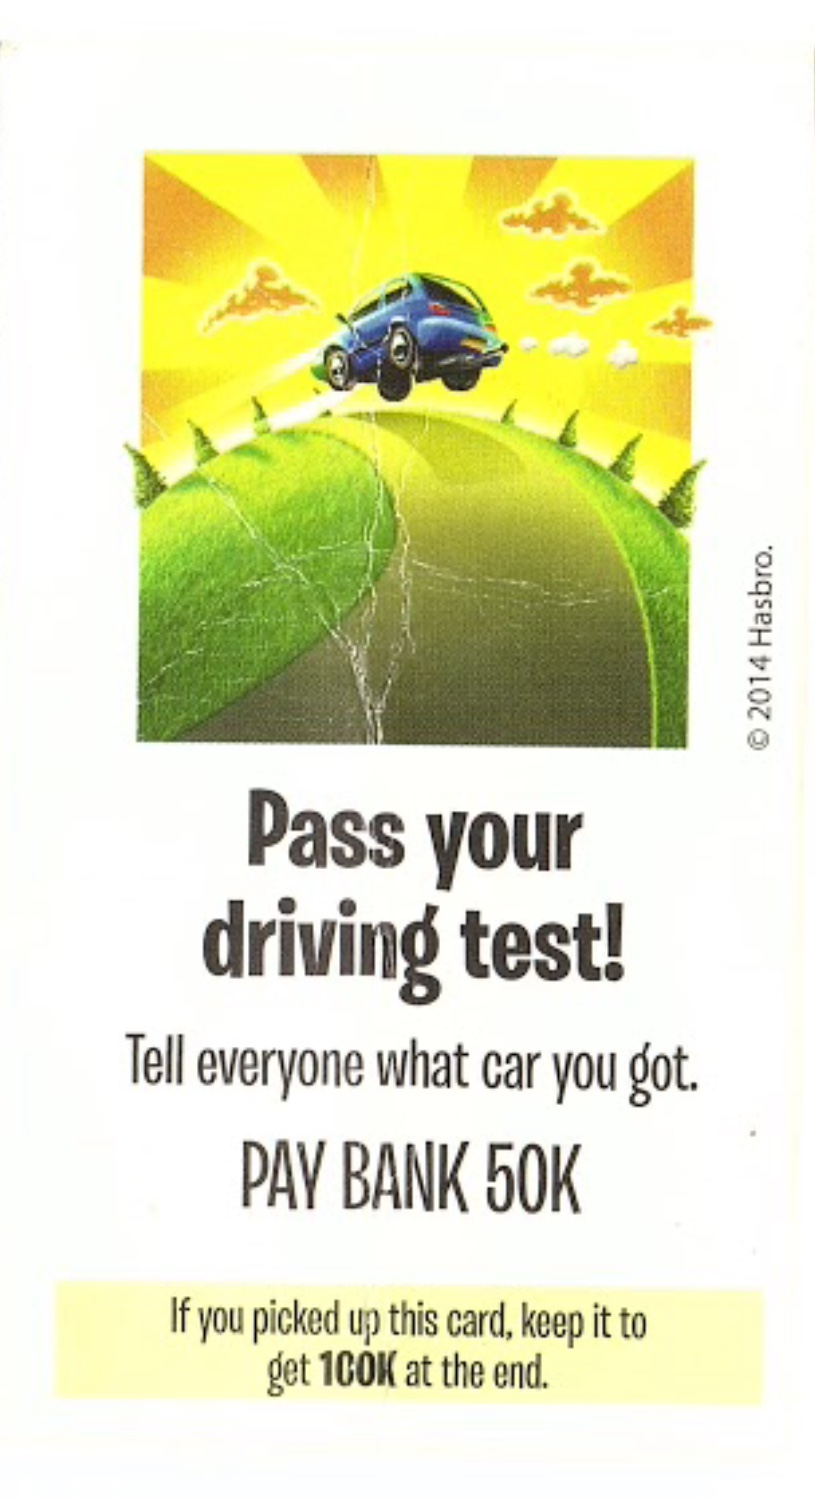 © 2014 Hasbro.
Pass your
driving test!
Tell everyone what car you got.
PAY BANK 50K
If you picked up this card, keep it to
get 100K at the end.